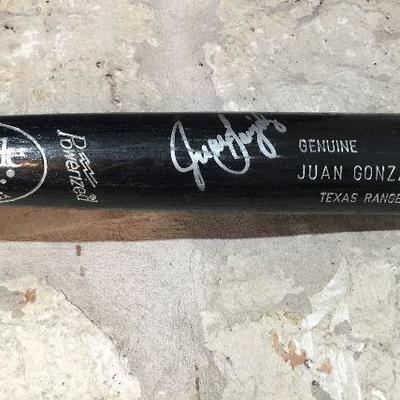 Powerized
GENUINE
JUAN GONZA
TEXAS RANGE